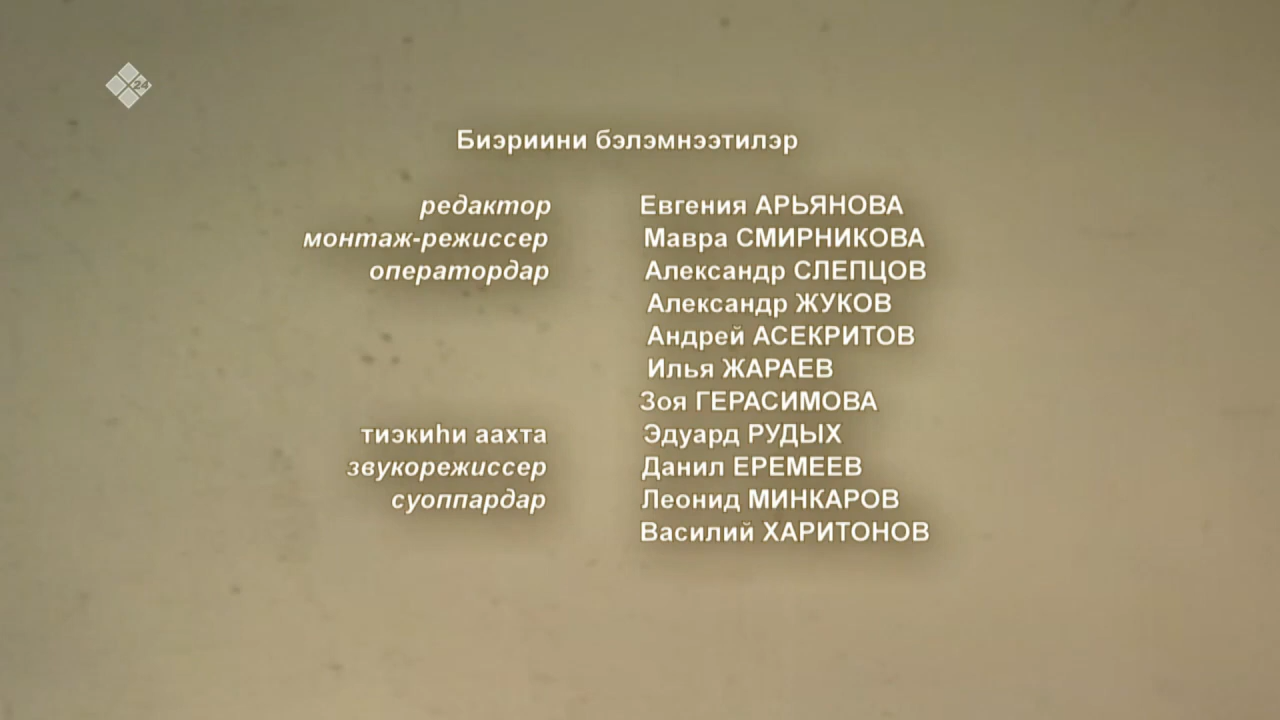 24
Биэриини бэлэмнээтилэр
редактор Евгения АРЬЯНОВА
монтаж-режиссер Мавра СМИРНИКОВА
оператордар Александр СЛЕПЦОВ
Александр ЖУКОВ
Андрей АСЕКРИТОВ
Илья ЖАРАЕВ
Зоя ГЕРАСИМОВА
тиэкиһи аахта Эдуард РУДЫХ
звукорежиссер Данил ЕРЕМЕЕВ
суоппардар Леонид МИНКАРОВ
Василий ХАРИТОНОВ